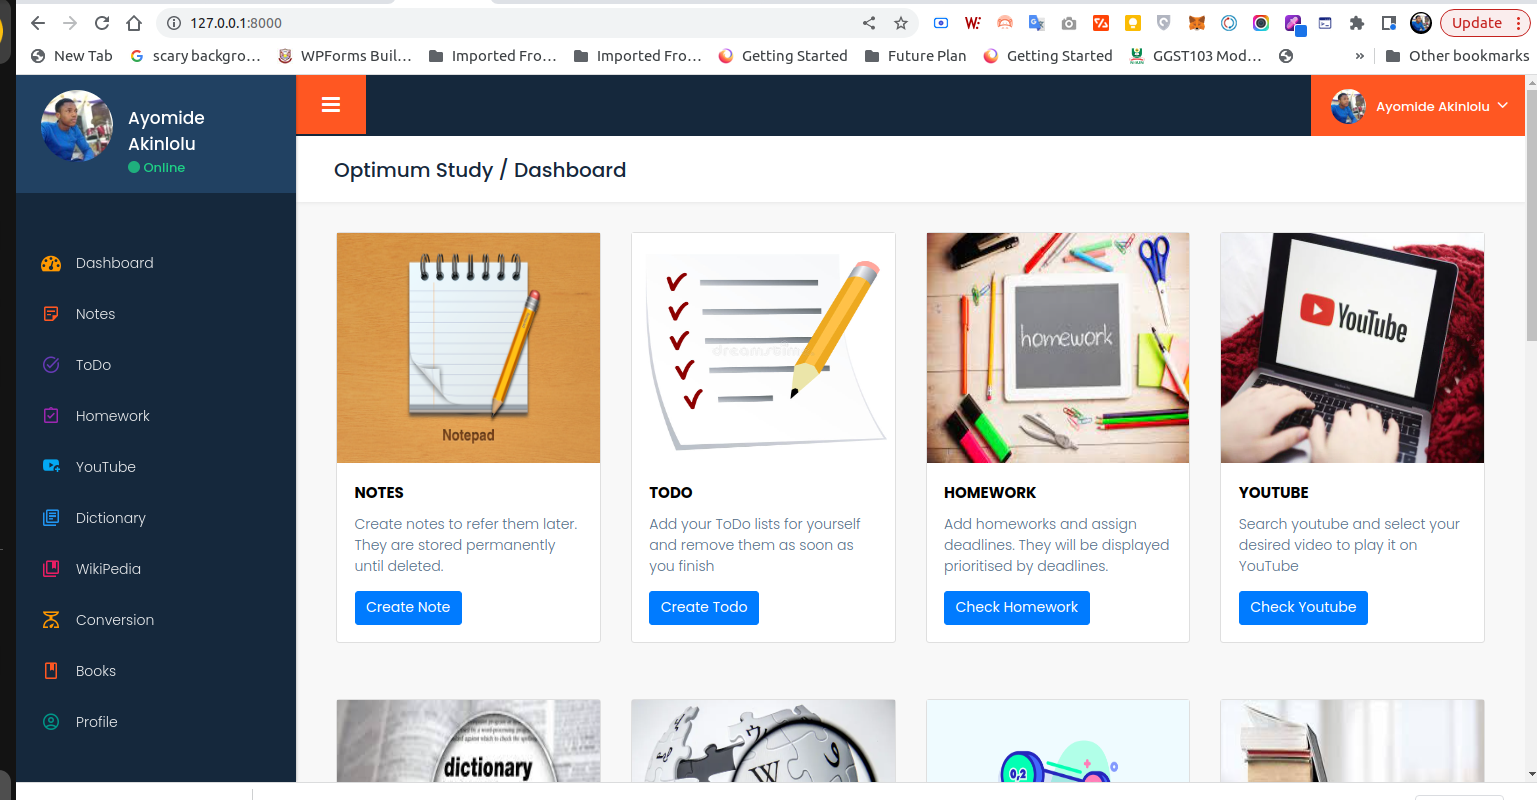 127.0.0.1:8000
Update
New Tab
scary backgro...
WPForms Buil...
Imported Fro...
Imported Fro...
Getting Started
Future Plan
Getting Started
GGST103 Mod...
»
Other bookmarks
Ayomide
Akinlolu
Online
Ayomide Akinlolu
Optimum Study / Dashboard
Dashboard
Notes
ToDo
Homework
YouTube
Dictionary
WikiPedia
Conversion
Books
Profile
Notepad
dreamstime
homework
YouTube
NOTES
Create notes to refer them later.
They are stored permanently
until deleted.
Create Note
TODO
Add your ToDo lists for yourself
and remove them as soon as
you finish
Create Todo
HOMEWORK
Add homeworks and assign
deadlines. They will be displayed
prioritised by deadlines.
Check Homework
YOUTUBE
Search youtube and select your
desired video to play it on
YouTube
Check Youtube
dictionary
W
0,2